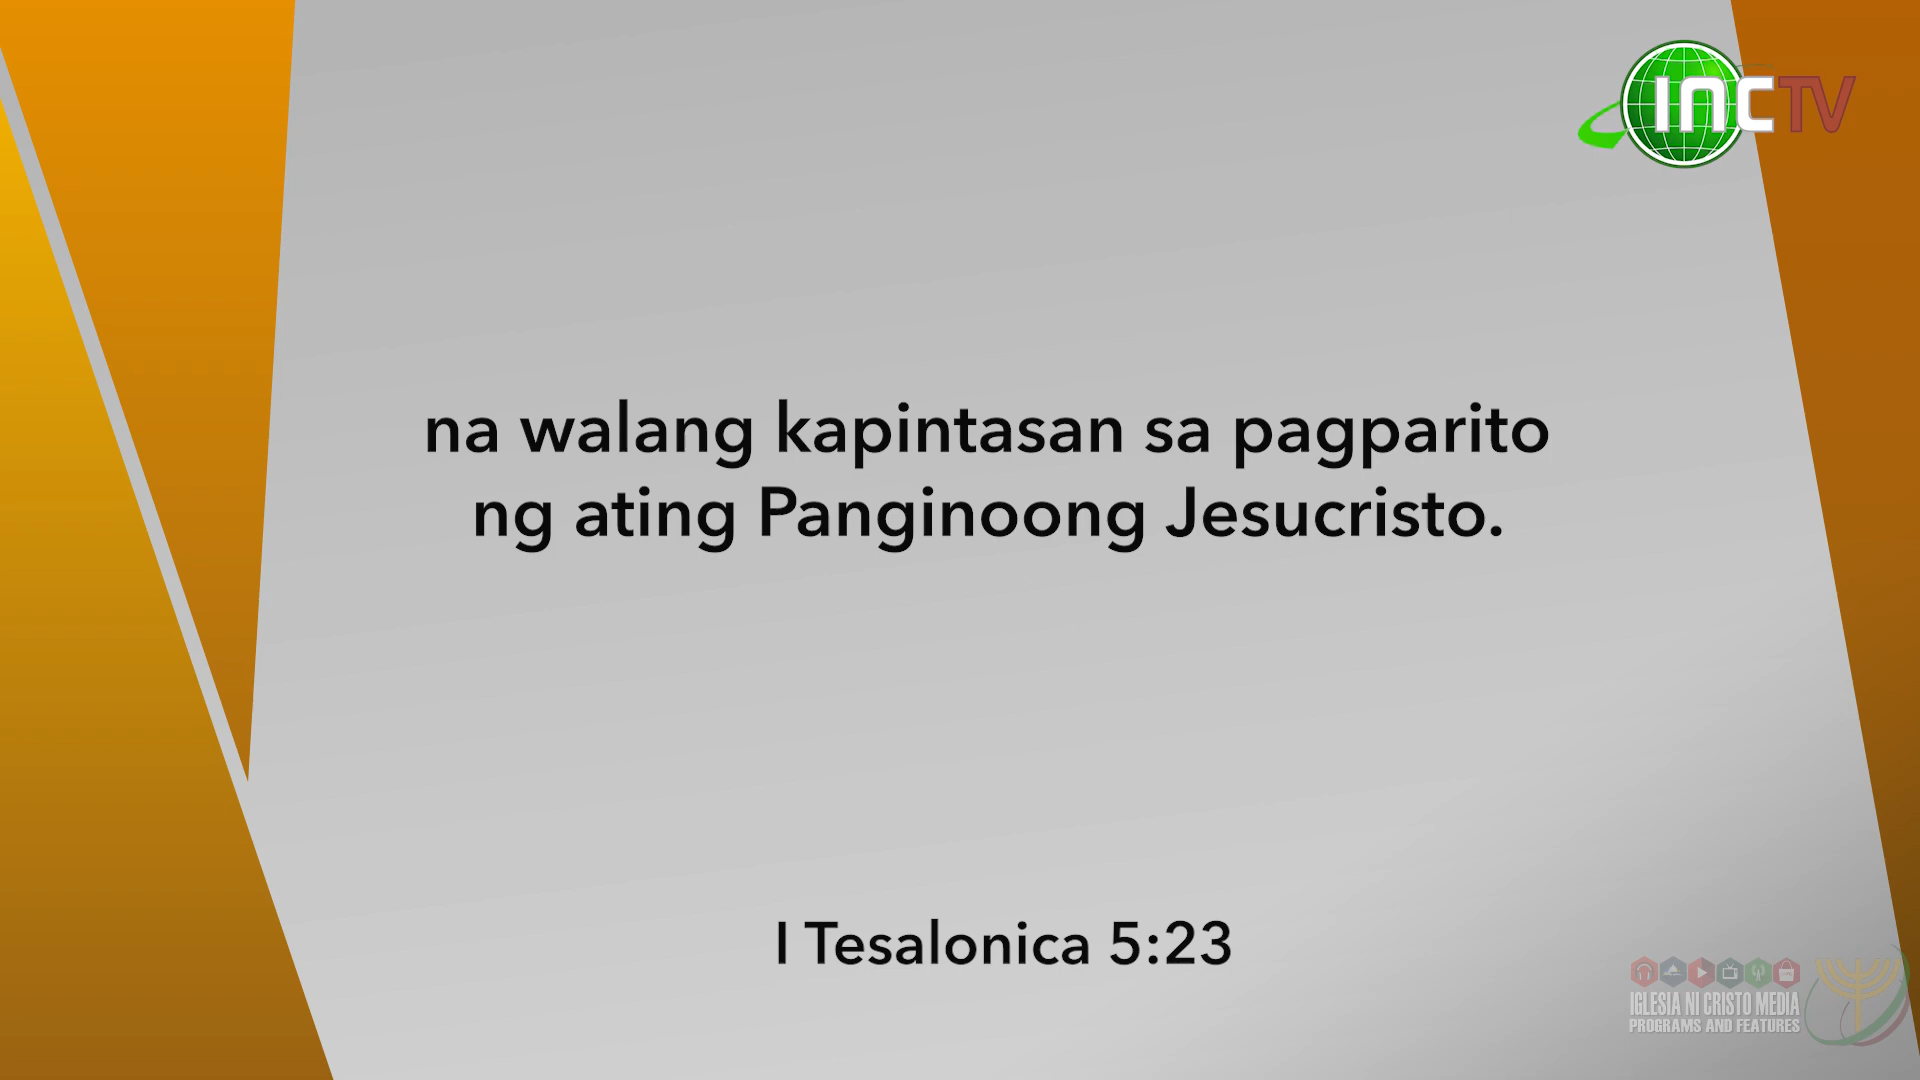 INCTV
na walang kapintasan sa pagparito
ng ating Panginoong Jesucristo.
I Tesalonica 5:23
IGLESIA NI CRISTO MEDIA
PROGRAMS AND FEATURES